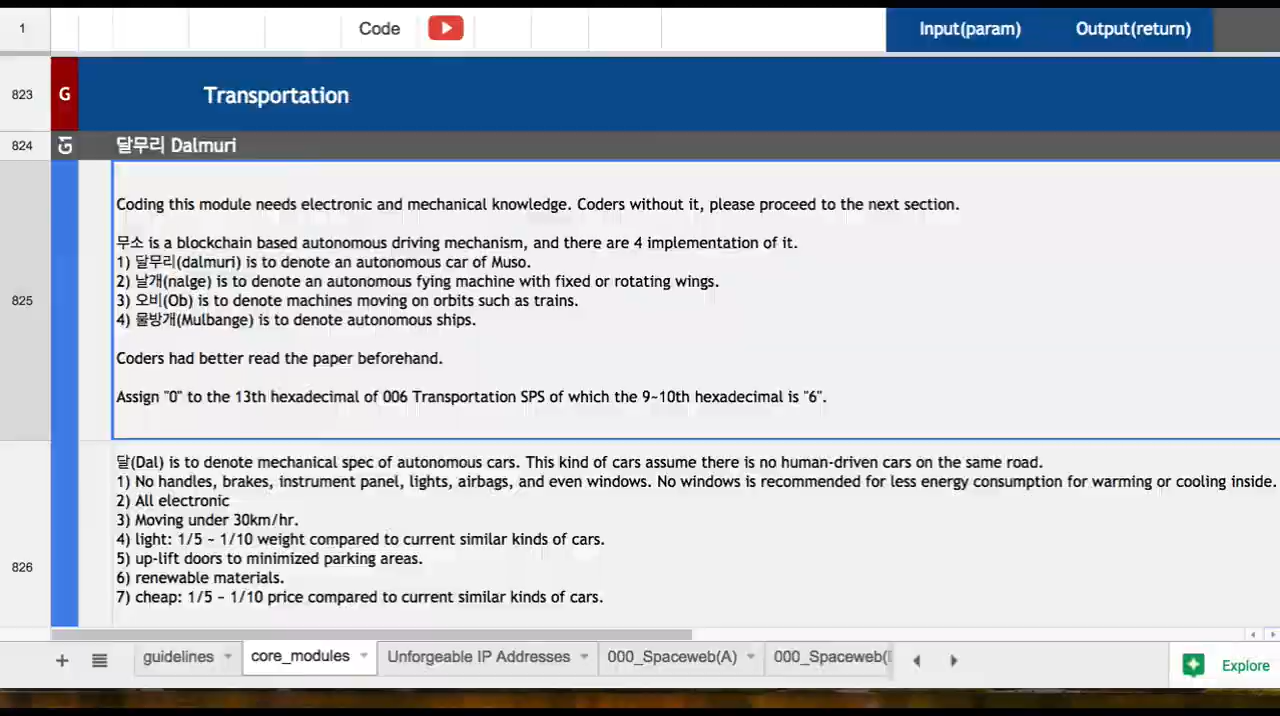 1
Code
Input(param)
Output(return)
823
G
Transportation
824
G1
달무리 Dalmuri
825
Coding this module needs electronic and mechanical knowledge. Coders without it, please proceed to the next section.
무소 is a blockchain based autonomous driving mechanism, and there are 4 implementation of it.
1) 달무리(dalmuri) is to denote an autonomous car of Muso.
2) 날개(nalge) is to denote an autonomous fying machine with fixed or rotating wings.
3) 오비(Ob) is to denote machines moving on orbits such as trains.
4) 물방개(Mulbange) is to denote autonomous ships.
Coders had better read the paper beforehand.
Assign "0" to the 13th hexadecimal of 006 Transportation SPS of which the 9~10th hexadecimal is "6".
826
달(Dal) is to denote mechanical spec of autonomous cars. This kind of cars assume there is no human-driven cars on the same road.
1) No handles, brakes, instrument panel, lights, airbags, and even windows. No windows is recommended for less energy consumption for warming or cooling inside.
2) All electronic
3) Moving under 30km/hr.
4) light: 1/5 ~ 1/10 weight compared to current similar kinds of cars.
5) up-lift doors to minimized parking areas.
6) renewable materials.
7) cheap: 1/5 ~ 1/10 price compared to current similar kinds of cars.
guidelines
core_modules
Unforgeable IP Addresses
000_Spaceweb(A)
000_Spaceweb(
Explore